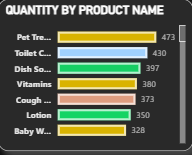 QUANTITY BY PRODUCT NAME
Pet Tre... 473
Toilet C... 430
Dish So... 397
Vitamins 380
Cough ... 373
Lotion 350
Baby W... 328